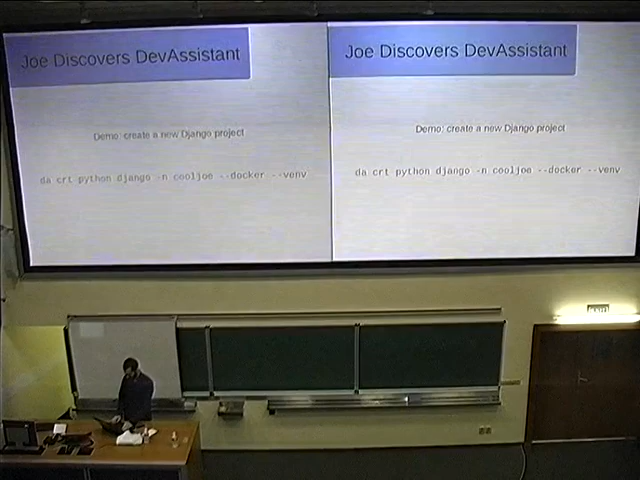 Joe Discovers DevAssistant
Demo: create a new Django project
da crt python django -n cooljoe --docker --venv
Joe Discovers DevAssistant
Demo: create a new Django project
da crt python django -n cooljoe --docker --venv